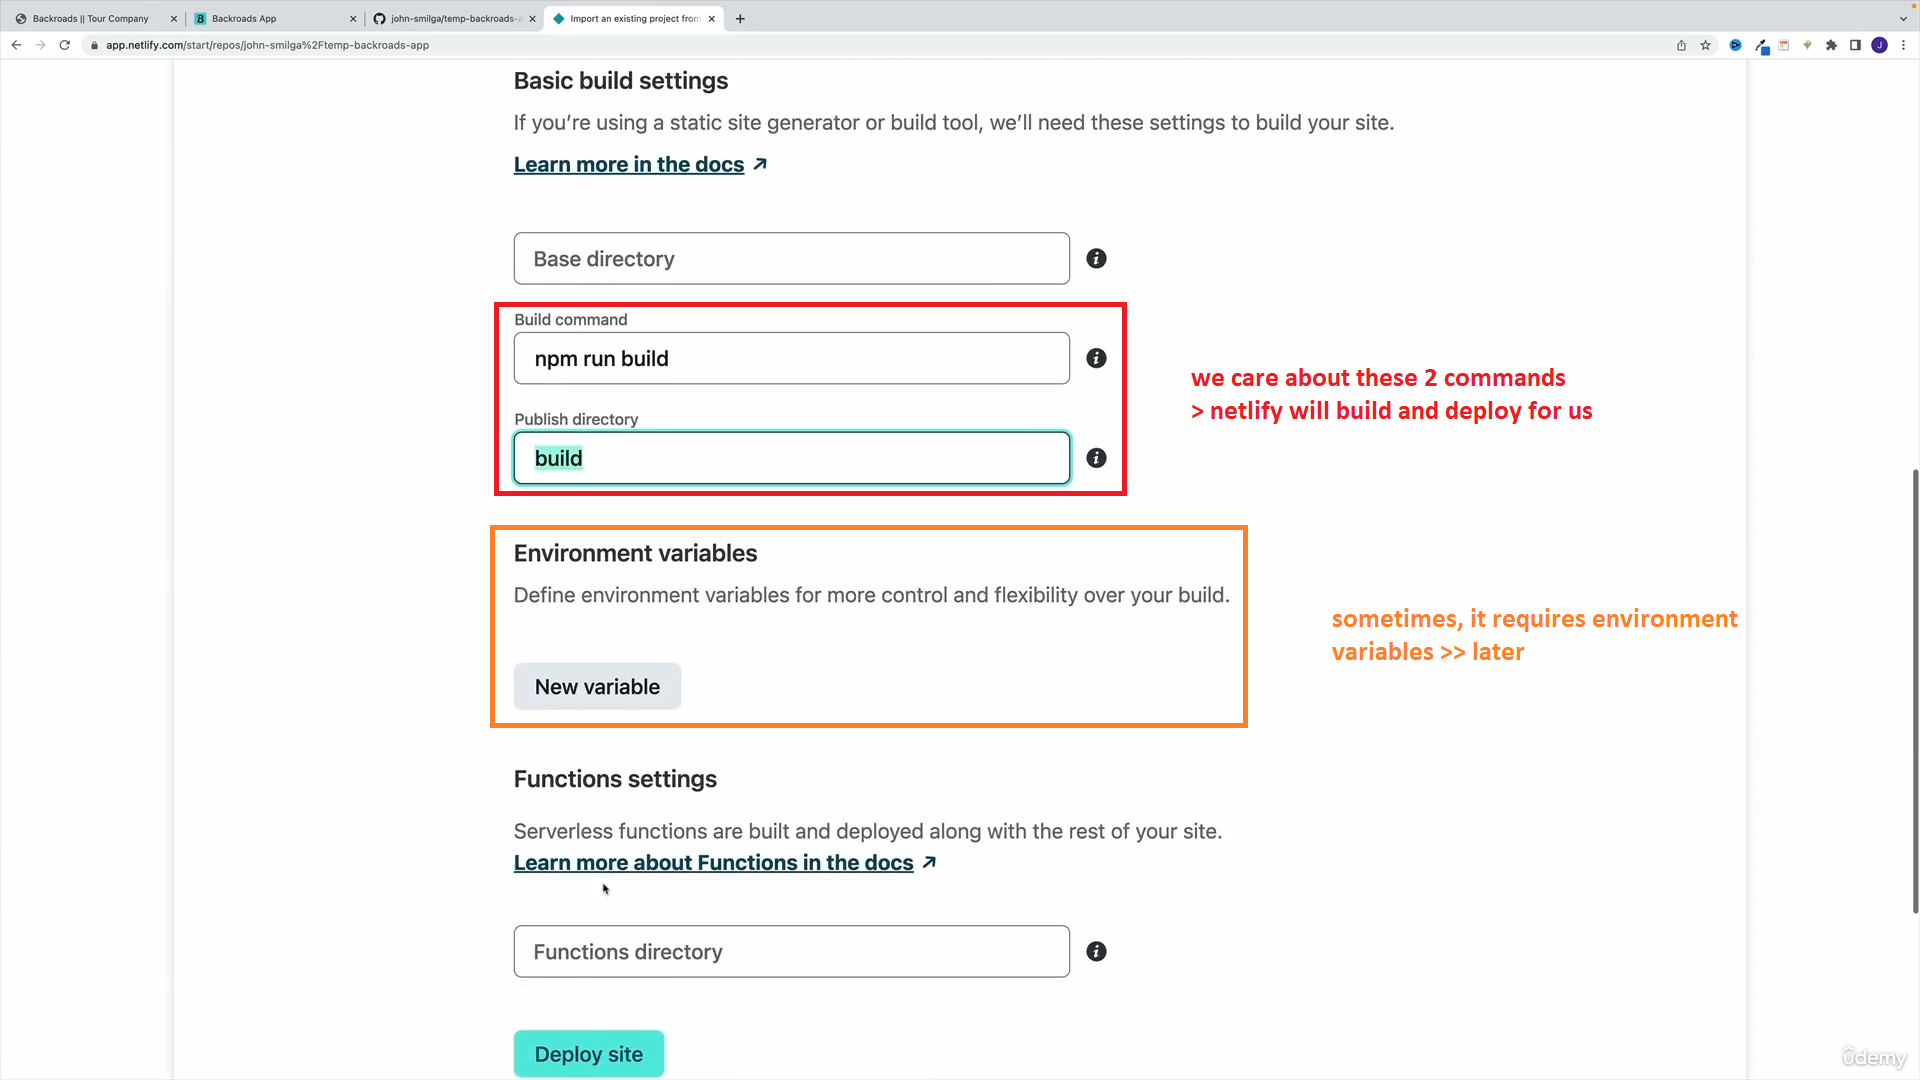 Backroads || Tour Company
Backroads App
john-smilga/temp-backroads-a
Import an existing project from
app.netlify.com/start/repos/john-smilga%2Ftemp-backroads-app
J
Basic build settings
If you’re using a static site generator or build tool, we’ll need these settings to build your site.
Learn more in the docs
Base directory
Build command
npm run build
Publish directory
build
we care about these 2 commands
> netlify will build and deploy for us
Environment variables
Define environment variables for more control and flexibility over your build.
New variable
sometimes, it requires environment
variables >> later
Functions settings
Serverless functions are built and deployed along with the rest of your site.
Learn more about Functions in the docs
Functions directory
Deploy site
ûdemy